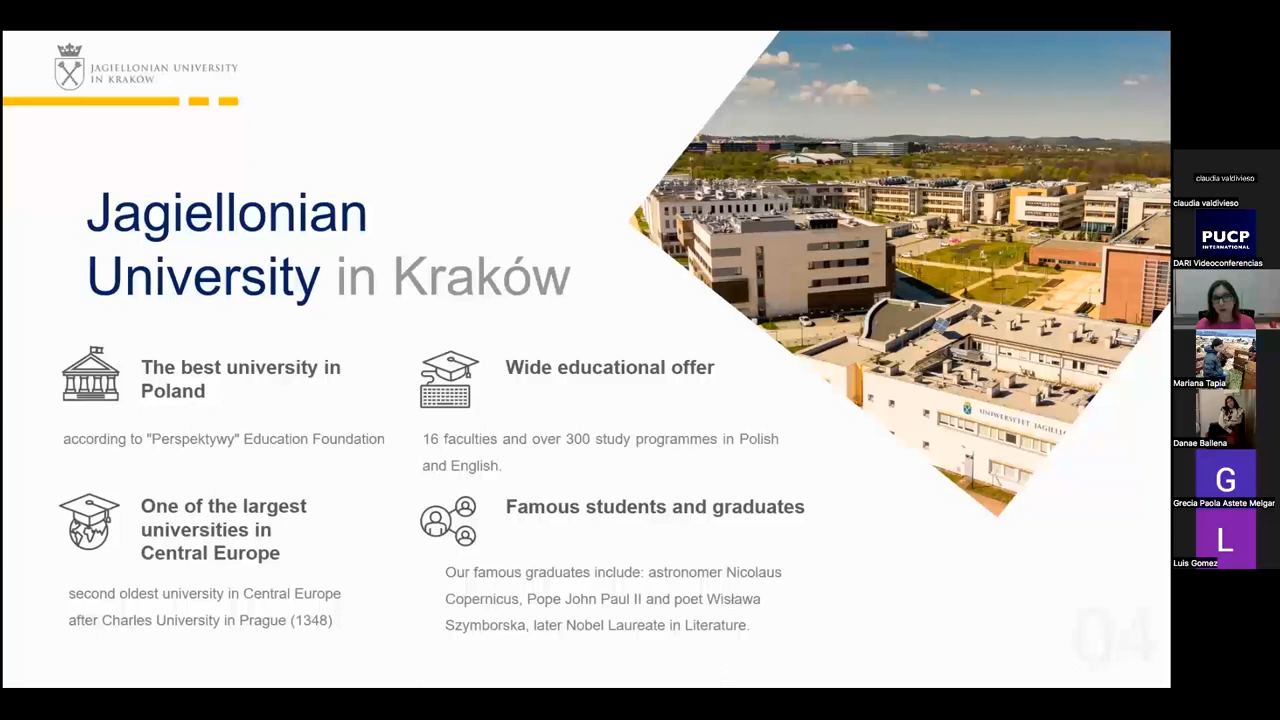 JAGIELLONIAN UNIVERSITY
IN KRAKÓW
Jagiellonian
University in Kraków
The best university in
Poland
according to "Perspektywy" Education Foundation
Wide educational offer
16 faculties and over 300 study programmes in Polish
and English.
One of the largest
universities in
Central Europe
second oldest university in Central Europe
after Charles University in Prague (1348)
Famous students and graduates
Our famous graduates include: astronomer Nicolaus
Copernicus, Pope John Paul II and poet Wisława
Szymborska, later Nobel Laureate in Literature.
UNIWERSYTET
04
claudia valdivieso
claudia valdivieso
PUCP
INTERNATIONAL
DARI Videoconferencias
Mariana Tapia
Danae Ballena
G
Grecia Paola Astete Melgar
L
Luis Gomez